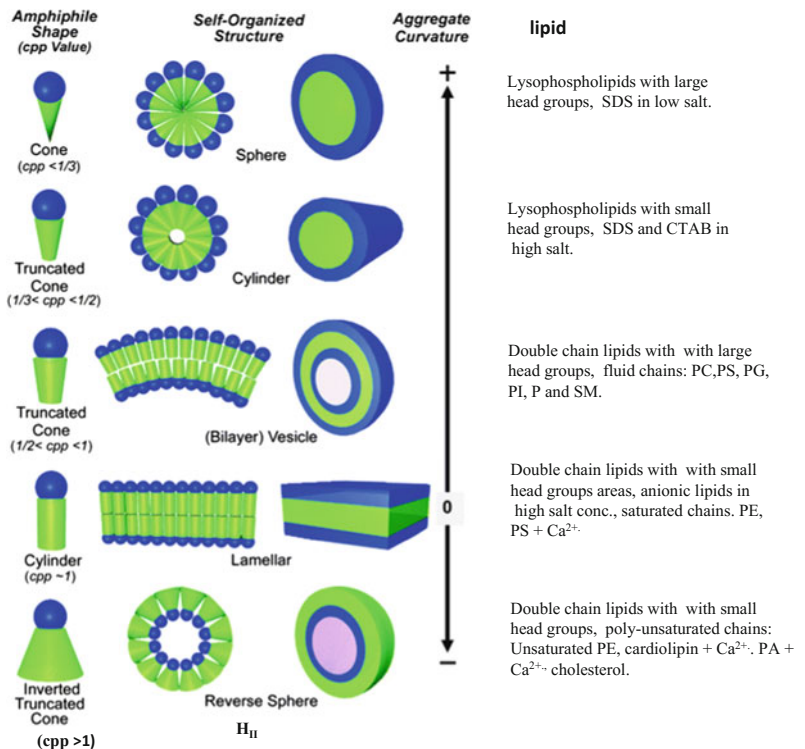 Amphiphile
Shape
(cpp Value)
Self-Organized
Structure
Aggregate
Curvature
lipid
Cone
(cpp <1/3)
Sphere
+
Lysophospholipids with large
head groups, SDS in low salt.
Truncated
Cone
(1/3< cpp <1/2)
Cylinder
Lysophospholipids with small
head groups, SDS and CTAB in
high salt.
Truncated
Cone
(1/2< cpp <1)
(Bilayer) Vesicle
Double chain lipids with with large
head groups, fluid chains: PC,PS, PG,
PI, P and SM.
Cylinder
(cpp ~1)
Lamellar
0
Double chain lipids with with small
head groups areas, anionic lipids in
high salt conc., saturated chains. PE,
PS + Ca2+.
Inverted
Truncated
Cone
(cpp >1)
Reverse Sphere
HII
−
Double chain lipids with with small
head groups, poly-unsaturated chains:
Unsaturated PE, cardiolipin + Ca2+. PA +
Ca2+., cholesterol.